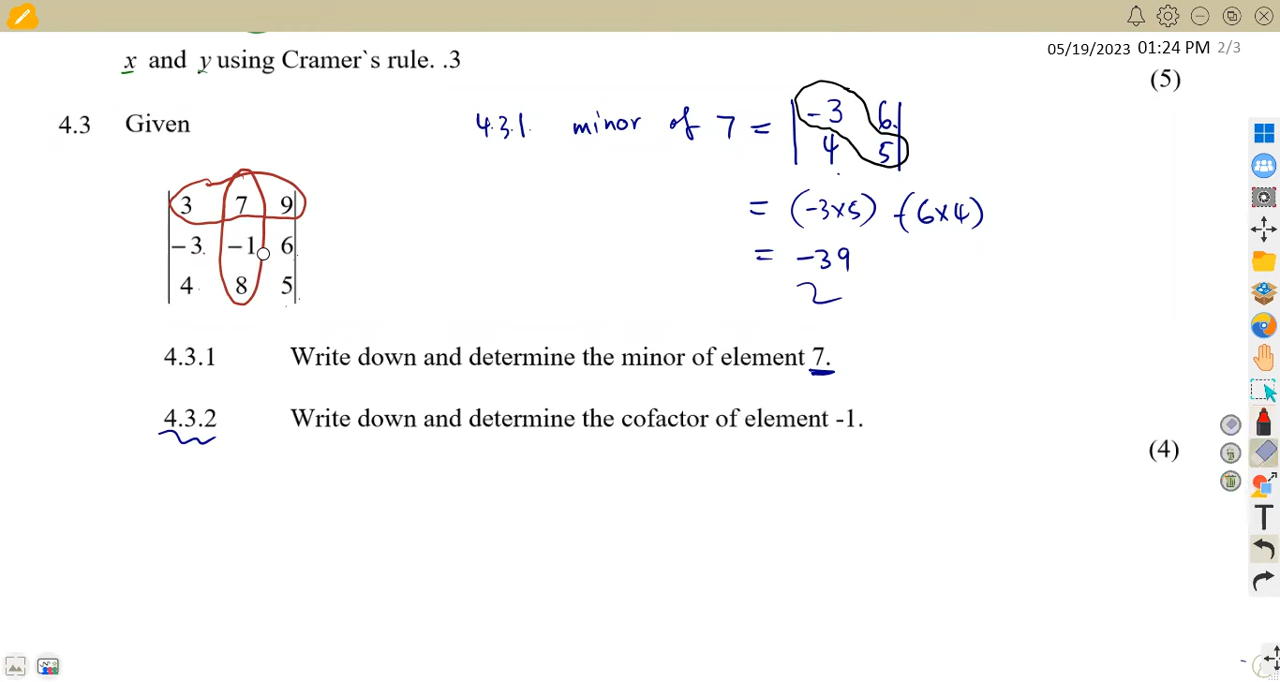 05/19/2023 01:24 PM 2/3
x and y using Cramer`s rule. .3
(5)
4.3 Given
4.3.1. minor of 7 = | -3 6 |
| 4 5 |
= (-3×5) - (6×4)
= -39
3 7 9
-3 -1 6
4 8 5
4.3.1 Write down and determine the minor of element 7.
4.3.2 Write down and determine the cofactor of element -1.
(4)
T